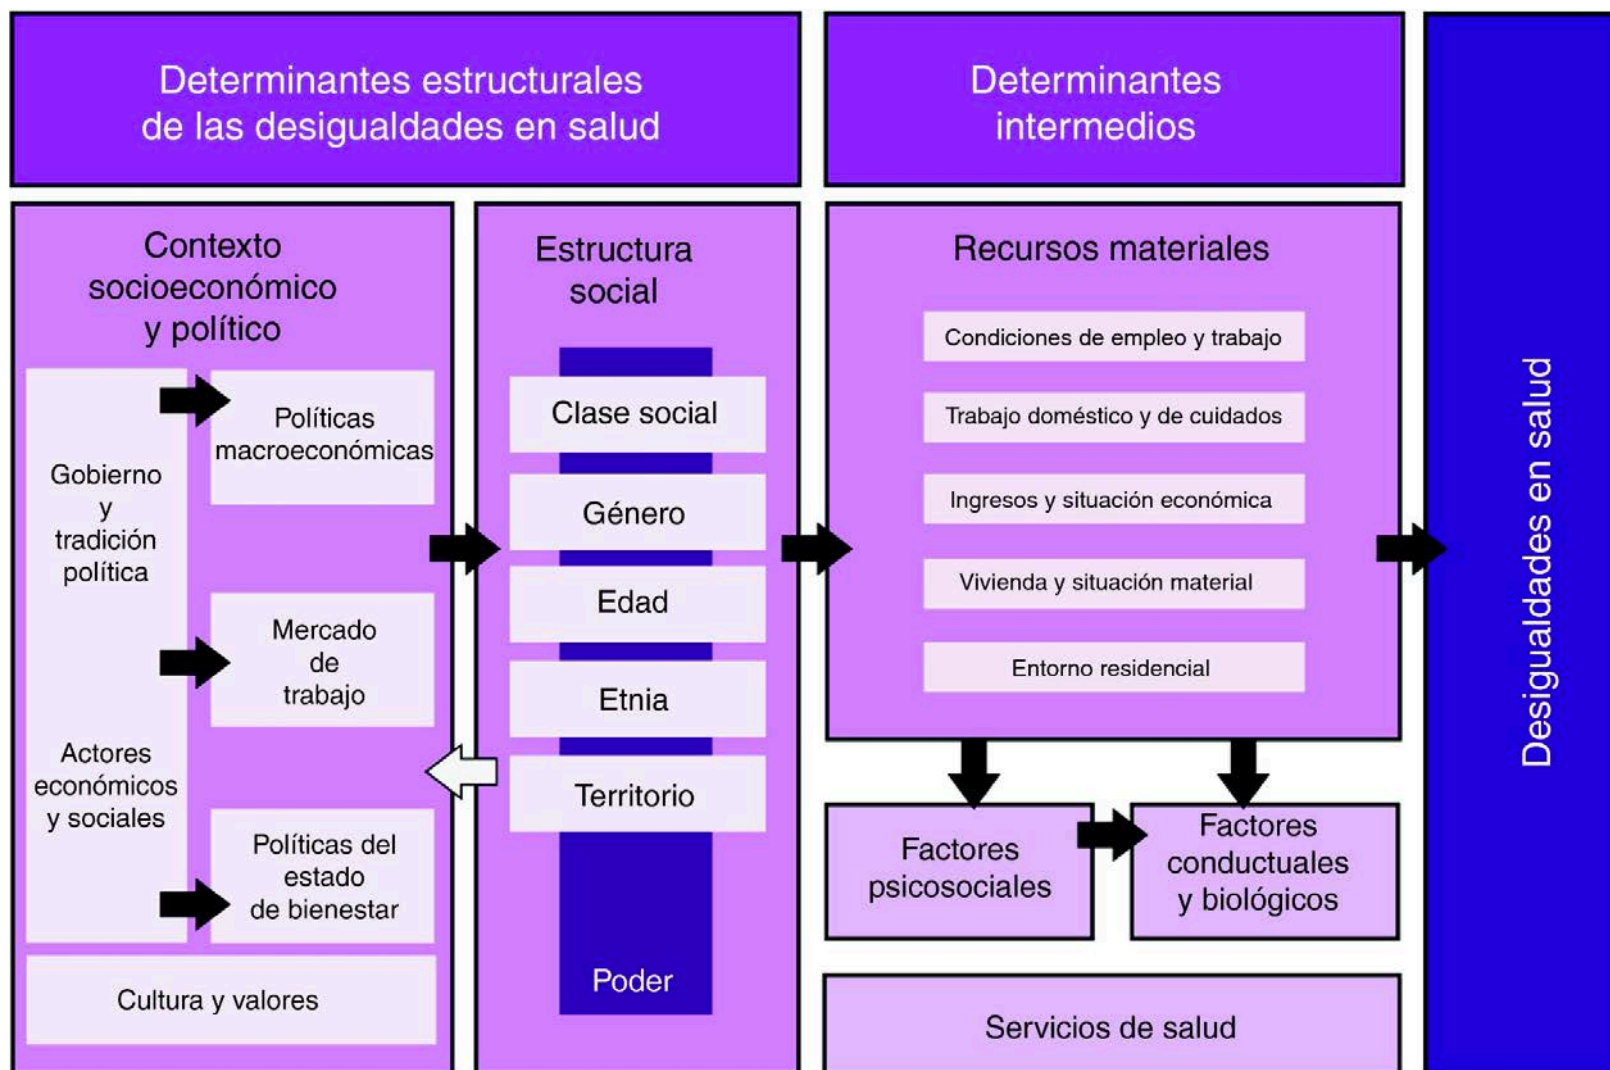 Determinantes estructurales
de las desigualdades en salud
Determinantes
intermedios
Contexto
socioeconómico
y político
Gobierno
y
tradición
política
Actores
económicos
y sociales
Políticas
macroeconómicas
Mercado
de
trabajo
Políticas del
estado
de bienestar
Cultura y valores
Estructura
social
Clase social
Género
Edad
Etnia
Territorio
Poder
Recursos materiales
Condiciones de empleo y trabajo
Trabajo doméstico y de cuidados
Ingresos y situación económica
Vivienda y situación material
Entorno residencial
Factores
psicosociales
Factores
conductuales
y biológicos
Servicios de salud
Desigualdades en salud